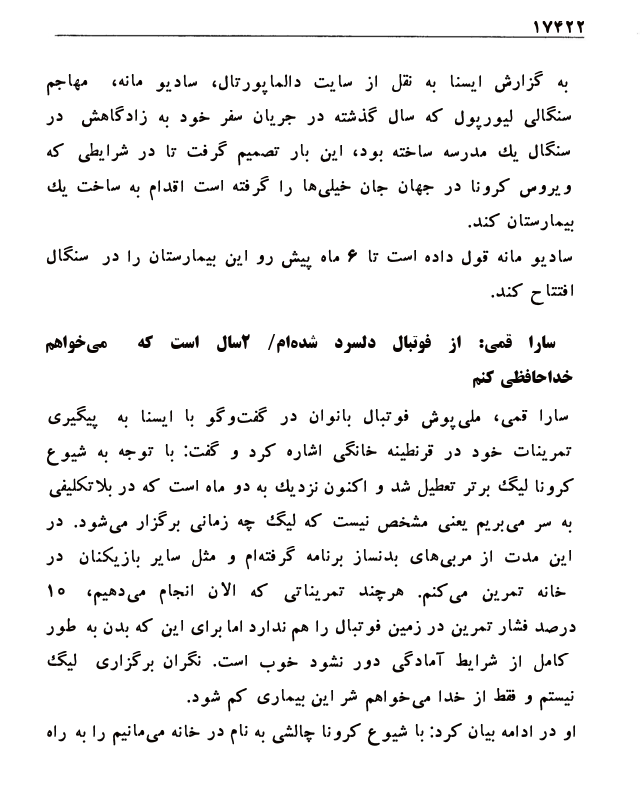 ۱۷۴۲۲
به گزارش ایسنا به نقل از سایت دالماپورتال، سادیو مانه، مهاجم
سنگالی لیورپول که سال گذشته در جریان سفر خود به زادگاهش در
سنگال یك مدرسه ساخته بود، این بار تصمیم گرفت تا در شرایطی که
ویروس کرونا در جهان جان خیلی‌ها را گرفته است اقدام به ساخت یك
بیمارستان کند.
سادیو مانه قول داده است تا ۶ ماه پیش رو این بیمارستان را در سنگال
افتتاح کند.
سارا قمی: از فوتبال دلسرد شده‌ام/ ۲سال است که می‌خواهم
خداحافظی کنم
سارا قمی، ملی‌پوش فوتبال بانوان در گفت‌وگو با ایسنا به پیگیری
تمرینات خود در قرنطینه خانگی اشاره کرد و گفت: با توجه به شیوع
کرونا لیگ برتر تعطیل شد و اکنون نزدیك به دو ماه است که در بلاتکلیفی
به سر می‌بریم یعنی مشخص نیست که لیگ چه زمانی برگزار می‌شود. در
این مدت از مربی‌های بدنساز برنامه گرفته‌ام و مثل سایر بازیکنان در
خانه تمرین می‌کنم. هرچند تمریناتی که الان انجام می‌دهیم، ۱۰
درصد فشار تمرین در زمین فوتبال را هم ندارد اما برای این که بدن به طور
کامل از شرایط آمادگی دور نشود خوب است. نگران برگزاری لیگ
نیستم و فقط از خدا می‌خواهم شر این بیماری کم شود.
او در ادامه بیان کرد: با شیوع کرونا چالشی به نام در خانه می‌مانیم را به راه